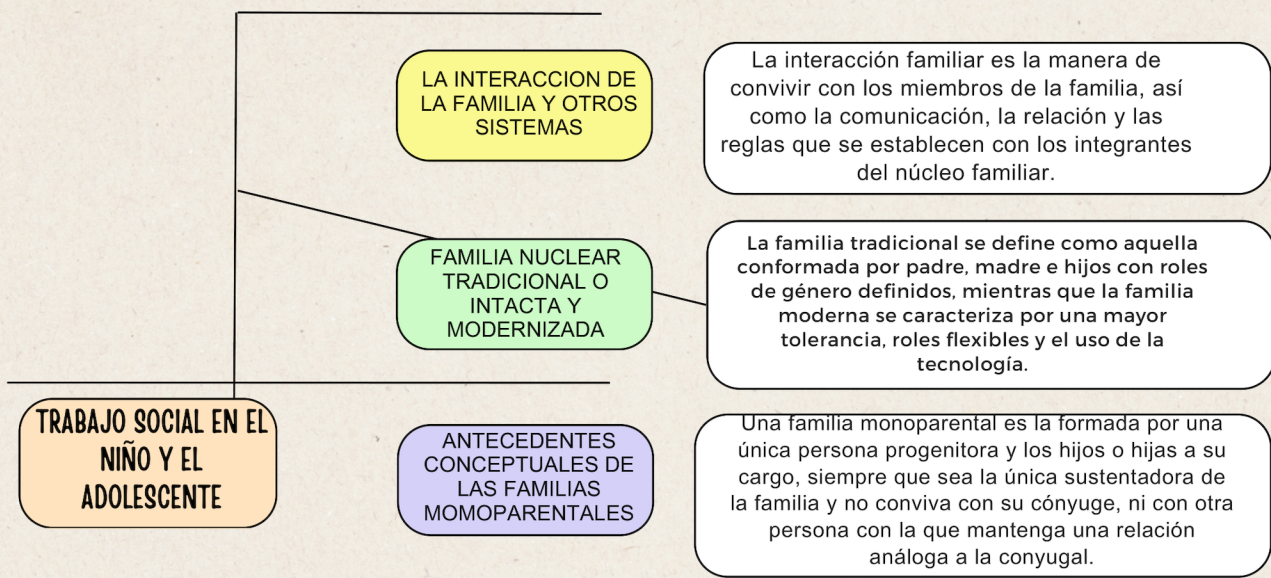 LA INTERACCION DE
LA FAMILIA Y OTROS
SISTEMAS
La interacción familiar es la manera de
convivir con los miembros de la familia, así
como la comunicación, la relación y las
reglas que se establecen con los integrantes
del núcleo familiar.
FAMILIA NUCLEAR
TRADICIONAL O
INTACTA Y
MODERNIZADA
La familia tradicional se define como aquella
conformada por padre, madre e hijos con roles
de género definidos, mientras que la familia
moderna se caracteriza por una mayor
tolerancia, roles flexibles y el uso de la
tecnología.
TRABAJO SOCIAL EN EL
NIÑO Y EL
ADOLESCENTE
ANTECEDENTES
CONCEPTUALES DE
LAS FAMILIAS
MOMOPARENTALES
Una familia monoparental es la formada por una
única persona progenitora y los hijos o hijas a su
cargo, siempre que sea la única sustentadora de
la familia y no conviva con su cónyuge, ni con otra
persona con la que mantenga una relación
análoga a la conyugal.